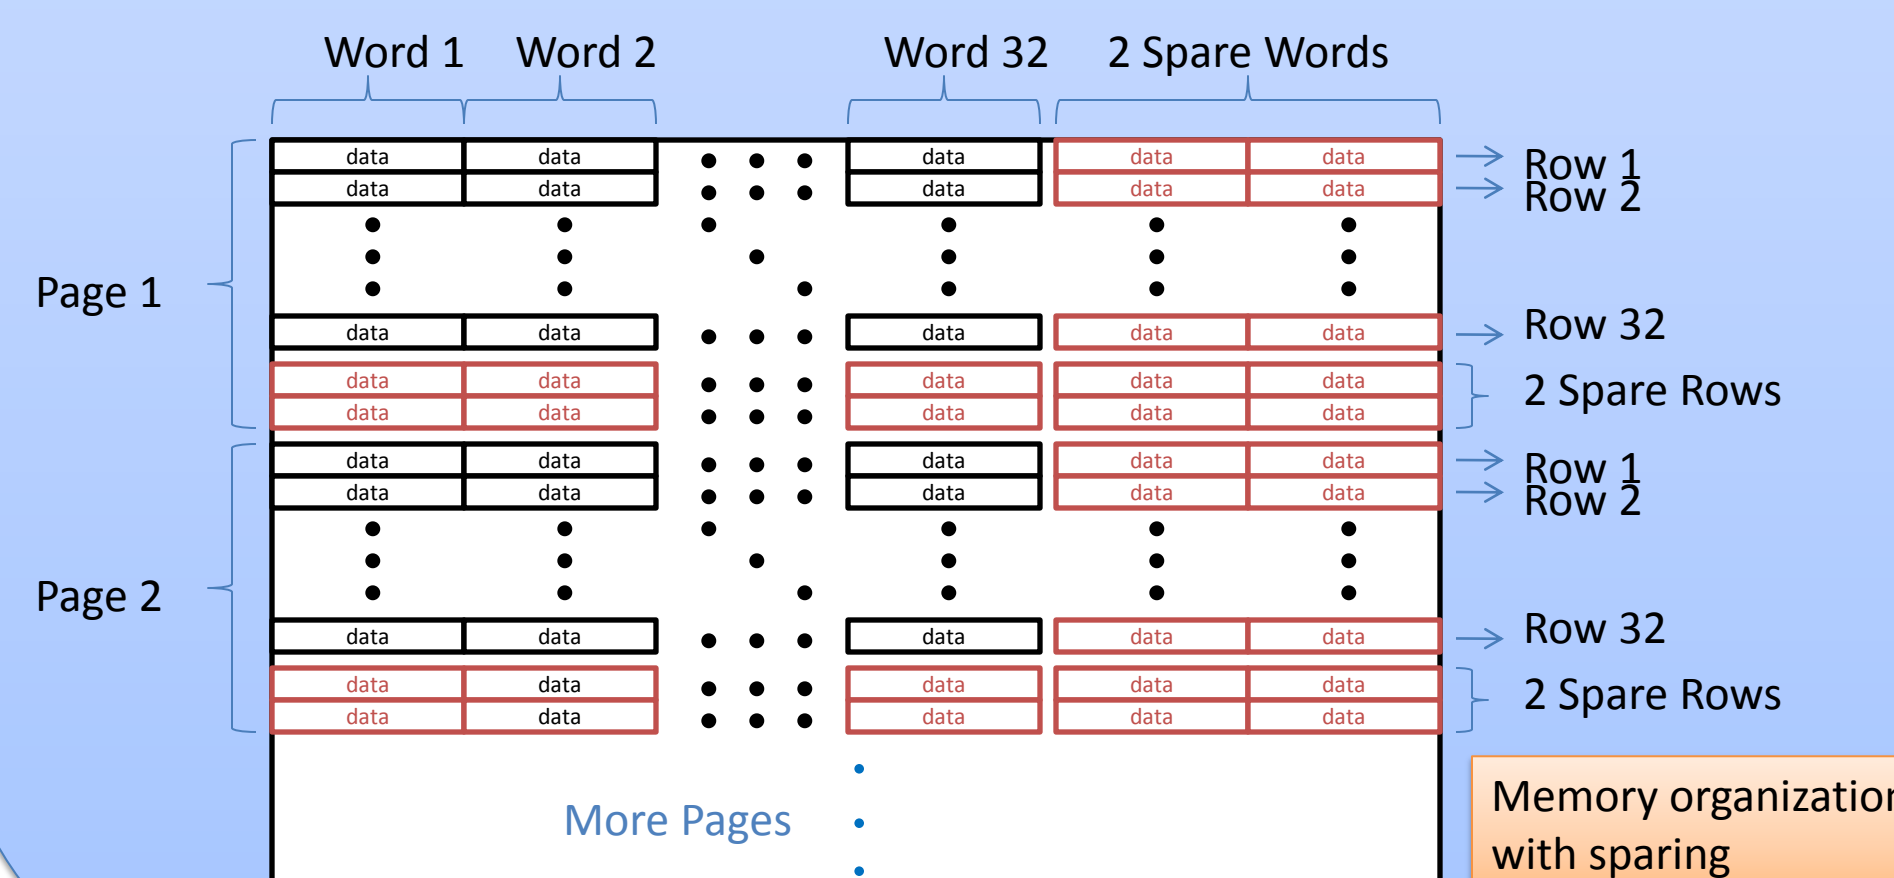 Word 1 Word 2 Word 32 2 Spare Words
data data data data data Row 1
data data data data data Row 2
Page 1
data data data data data Row 32
data data data data data
2 Spare Rows
data data data data data
data data data data data Row 1
data data data data data Row 2
Page 2
data data data data data Row 32
data data data data data
2 Spare Rows
data data data data data
More Pages
Memory organization
with sparing